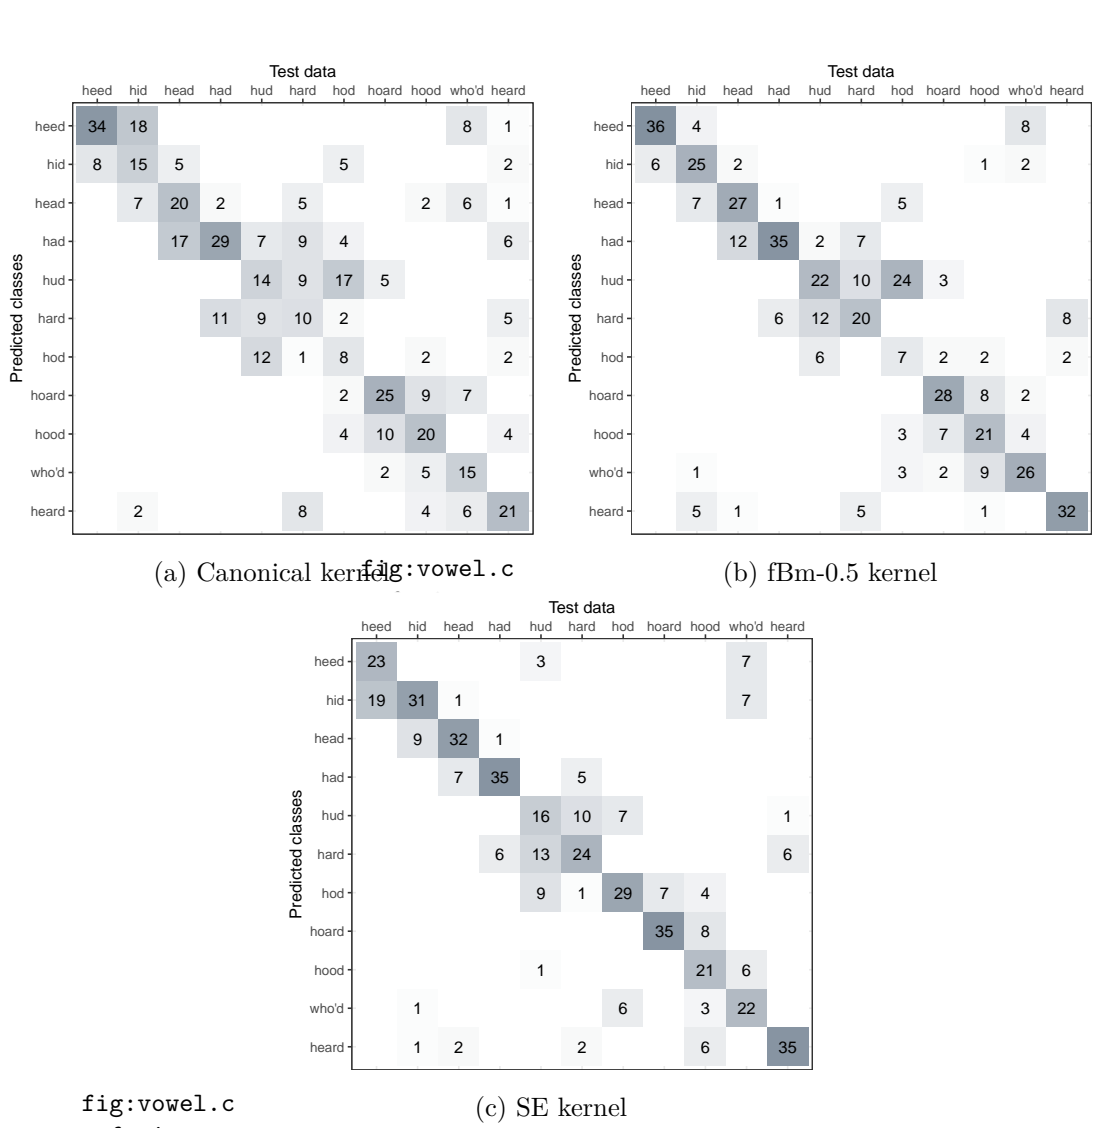 Test data
heed hid head had hud hard hod hoard hood who'd heard
Predicted classes
heed 34 18 8 1
hid 8 15 5 5 2
head 7 20 2 5 2 6 1
had 17 29 7 9 4 6
hud 14 9 17 5
hard 11 9 10 2 5
hod 12 1 8 2 2
hoard 2 25 9 7
hood 4 10 20 4
who'd 2 5 15
heard 2 8 4 6 21
(a) Canonical kernel
fig:vowel.c
Test data
heed hid head had hud hard hod hoard hood who'd heard
Predicted classes
heed 36 4 8
hid 6 25 2 1 2
head 7 27 1 5
had 12 35 2 7
hud 22 10 24 3
hard 6 12 20 8
hod 6 7 2 2 2
hoard 28 8 2
hood 3 7 21 4
who'd 1 3 2 9 26
heard 5 1 5 1 32
(b) fBm-0.5 kernel
Test data
heed hid head had hud hard hod hoard hood who'd heard
Predicted classes
heed 23 3 7
hid 19 31 1 7
head 9 32 1
had 7 35 5
hud 16 10 7 1
hard 6 13 24 6
hod 9 1 29 7 4
hoard 35 8
hood 1 21 6
who'd 1 6 3 22
heard 1 2 2 6 35
(c) SE kernel
fig:vowel.c